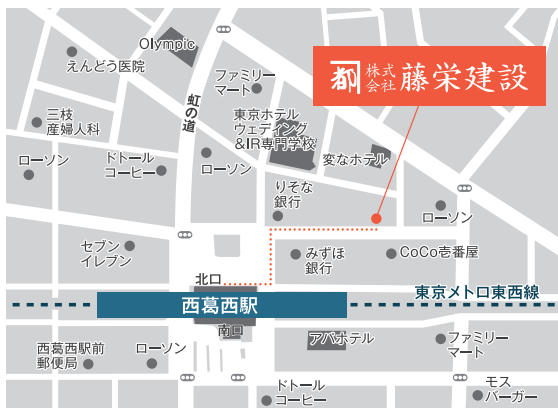 Olympic
えんどう医院
ファミリー
マート
株式
会社
藤栄建設
虹の道
三枝
産婦人科
東京ホテル
ウェディング
&IR専門学校
変なホテル
ローソン
ドトール
コーヒー
ローソン
りそな
銀行
ローソン
セブン
イレブン
みずほ
銀行
CoCo壱番屋
北口
西葛西駅
東京メトロ東西線
南口
アパホテル
西葛西駅前
郵便局
ローソン
ファミリー
マート
ドトール
コーヒー
モス
バーガー